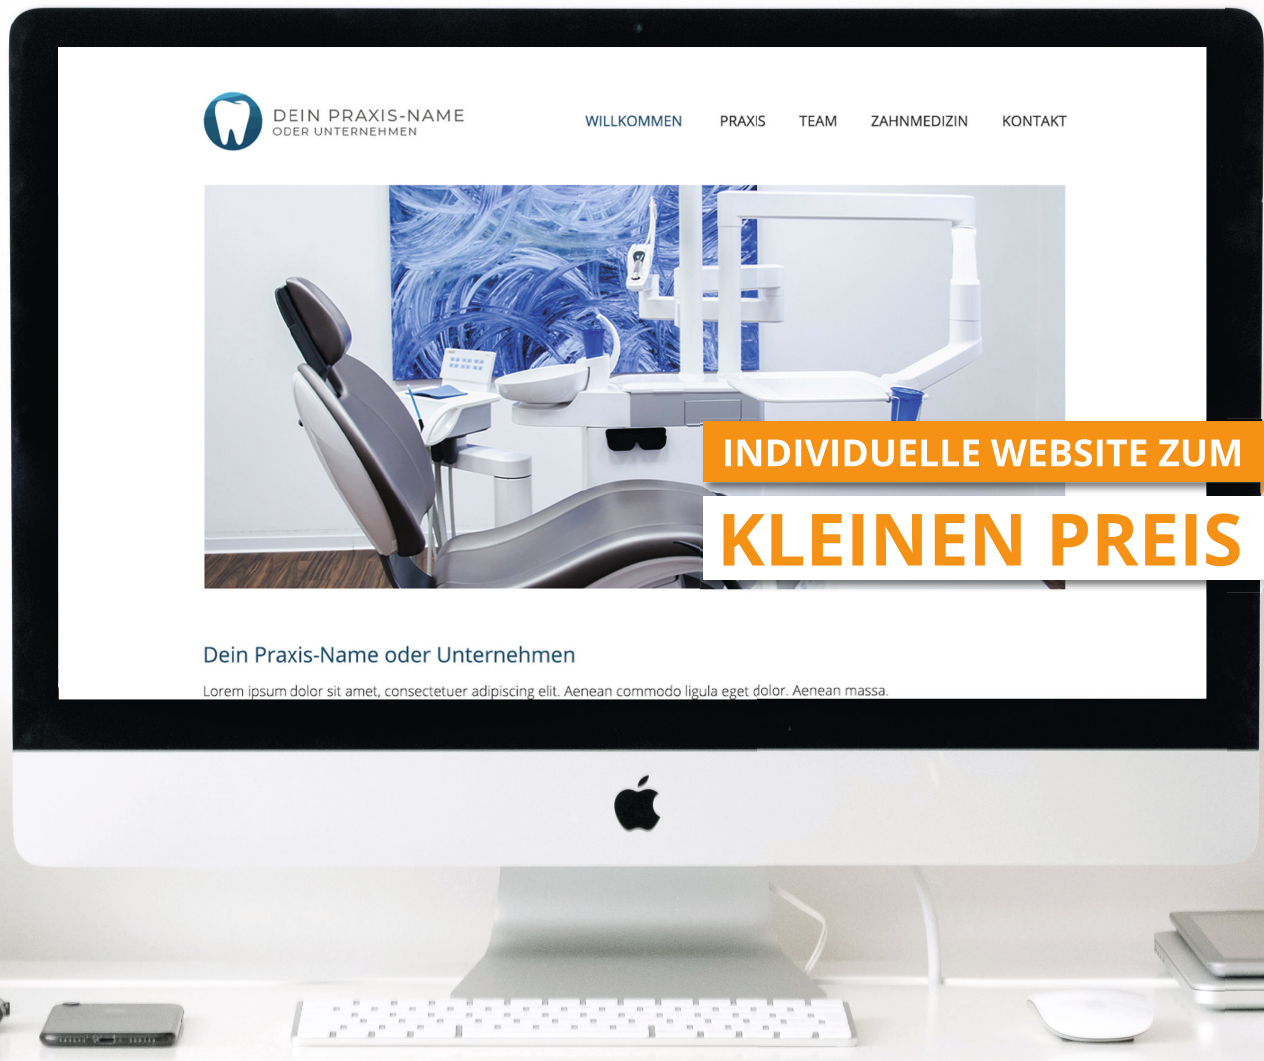 DEIN PRAXIS-NAME
ODER UNTERNEHMEN
WILLKOMMEN PRAXIS TEAM ZAHNMEDIZIN KONTAKT
INDIVIDUELLE WEBSITE ZUM
KLEINEN PREIS
Dein Praxis-Name oder Unternehmen
Lorem ipsum dolor sit amet, consectetuer adipiscing elit. Aenean commodo ligula eget dolor. Aenean massa.